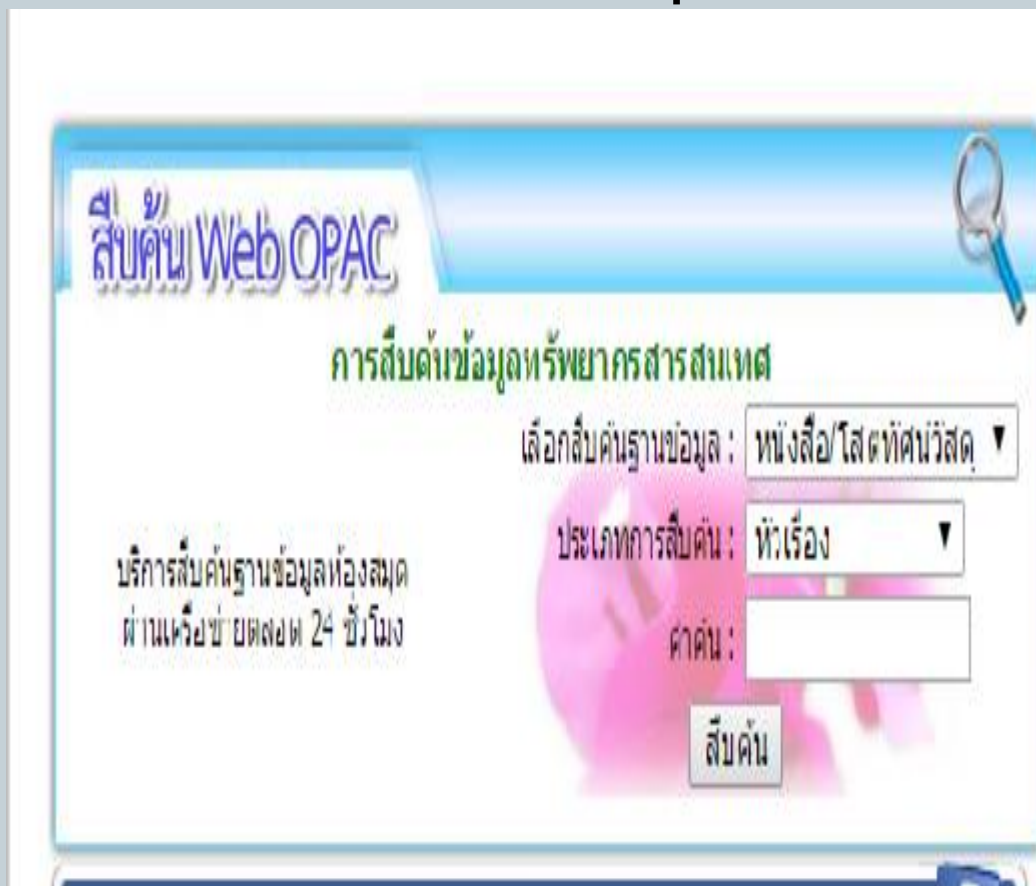 สืบค้น Web OPAC
การสืบค้นข้อมูลทรัพยากรสารสนเทศ
เลือกสืบค้นฐานข้อมูล : หนังสือ/โสตทัศนวัสดุ
ประเภทการสืบค้น : หัวเรื่อง
บริการสืบค้นฐานข้อมูลห้องสมุด
ผ่านเครือข่ายตลอด 24 ชั่วโมง
คำค้น :
สืบค้น